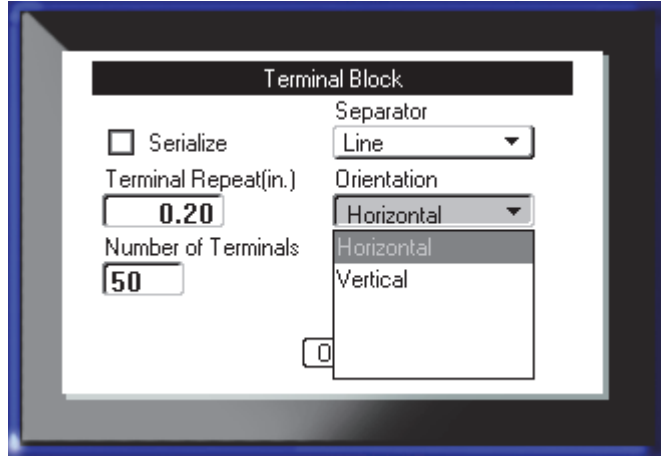 Terminal Block
Separator
Serialize
Line
Terminal Repeat(in.)
Orientation
0.20
Horizontal
Number of Terminals
Horizontal
50
Vertical
O